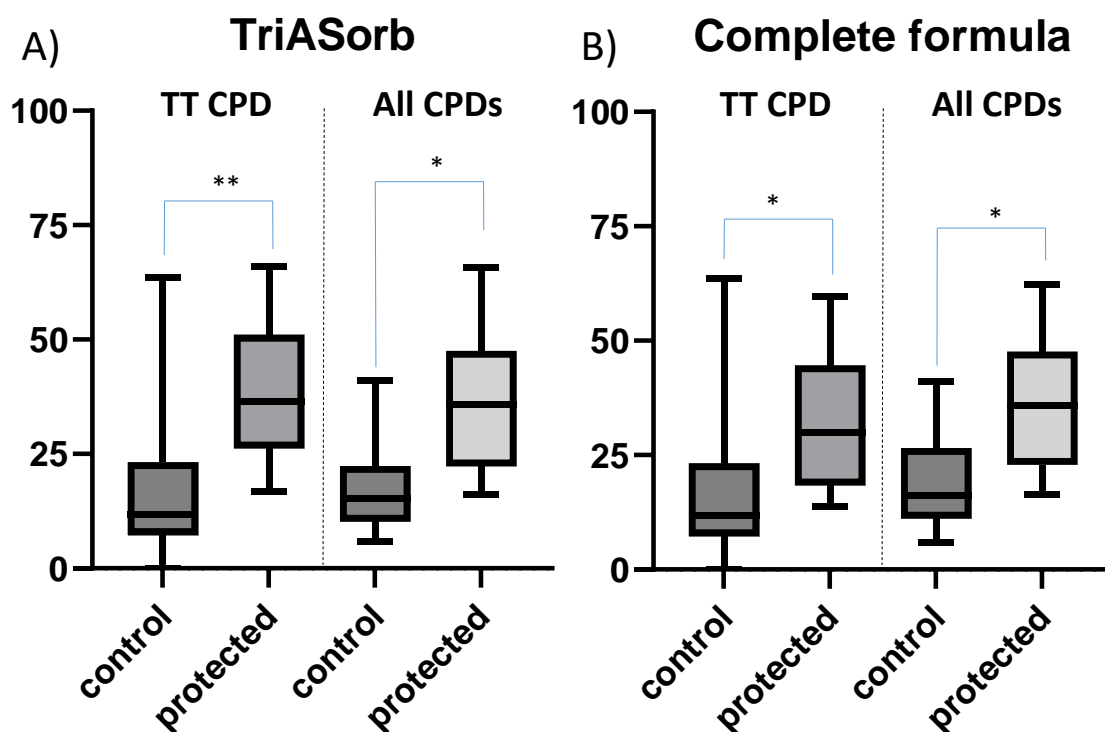 A) TriASorb
TT CPD All CPDs
100
75
50
25
0
** *
control protected control protected
B) Complete formula
TT CPD All CPDs
100
75
50
25
0
* *
control protected control protected